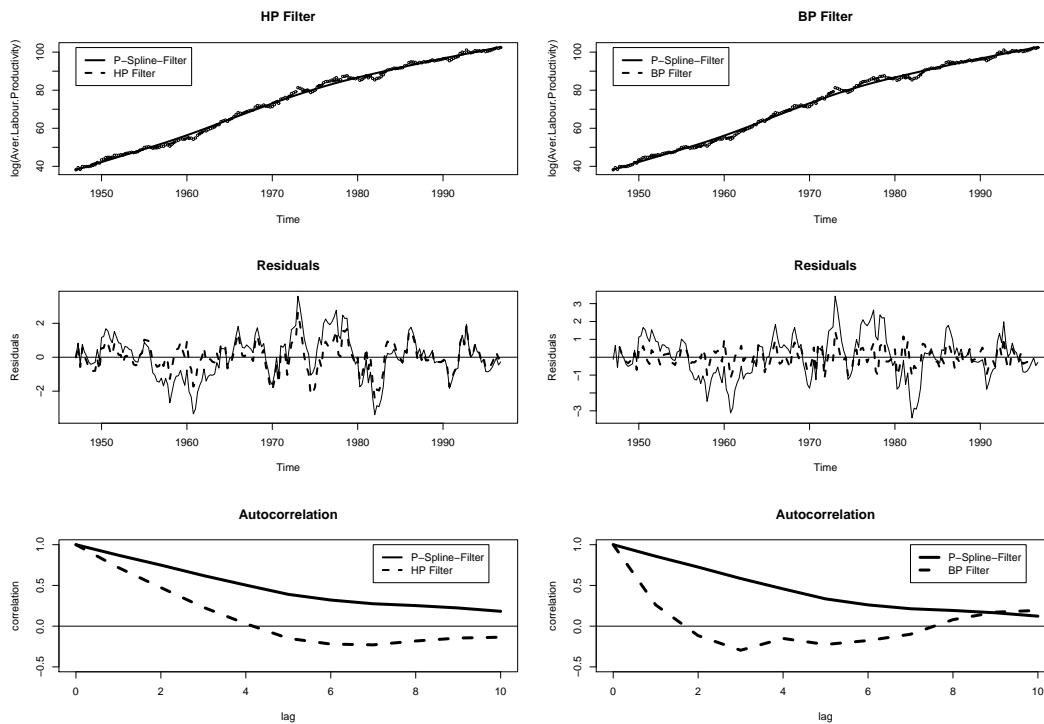 HP Filter
log(Aver.Labour.Productivity)
40 60 80 100
P−Spline−Filter
HP Filter
1950 1960 1970 1980 1990
Time
BP Filter
log(Aver.Labour.Productivity)
40 60 80 100
P−Spline−Filter
BP Filter
1950 1960 1970 1980 1990
Time
Residuals
Residuals
−2 0 2
1950 1960 1970 1980 1990
Time
Residuals
Residuals
−3 −1 1 3
1950 1960 1970 1980 1990
Time
Autocorrelation
correlation
−0.5 0.0 0.5 1.0
P−Spline−Filter
HP Filter
0 2 4 6 8 10
lag
Autocorrelation
correlation
−0.5 0.0 0.5 1.0
P−Spline−Filter
BP Filter
0 2 4 6 8 10
lag